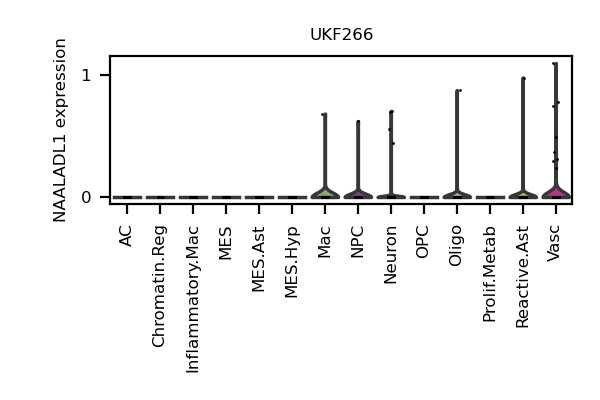 UKF266
NAALADL1 expression
1
0
AC
Chromatin.Reg
Inflammatory.Mac
MES
MES.Ast
MES.Hyp
Mac
NPC
Neuron
OPC
Oligo
Prolif.Metab
Reactive.Ast
Vasc